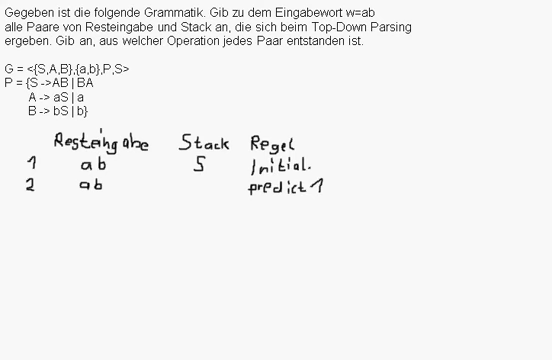 Gegeben ist die folgende Grammatik. Gib zu dem Eingabewort w=ab
alle Paare von Resteingabe und Stack an, die sich beim Top-Down Parsing
ergeben. Gib an, aus welcher Operation jedes Paar entstanden ist.
G = <{S,A,B},{a,b},P,S>
P = {S ->AB | BA
A -> aS | a
B -> bS | b}
Resteingabe Stack Regel
1 ab S Initial.
2 ab predict 1